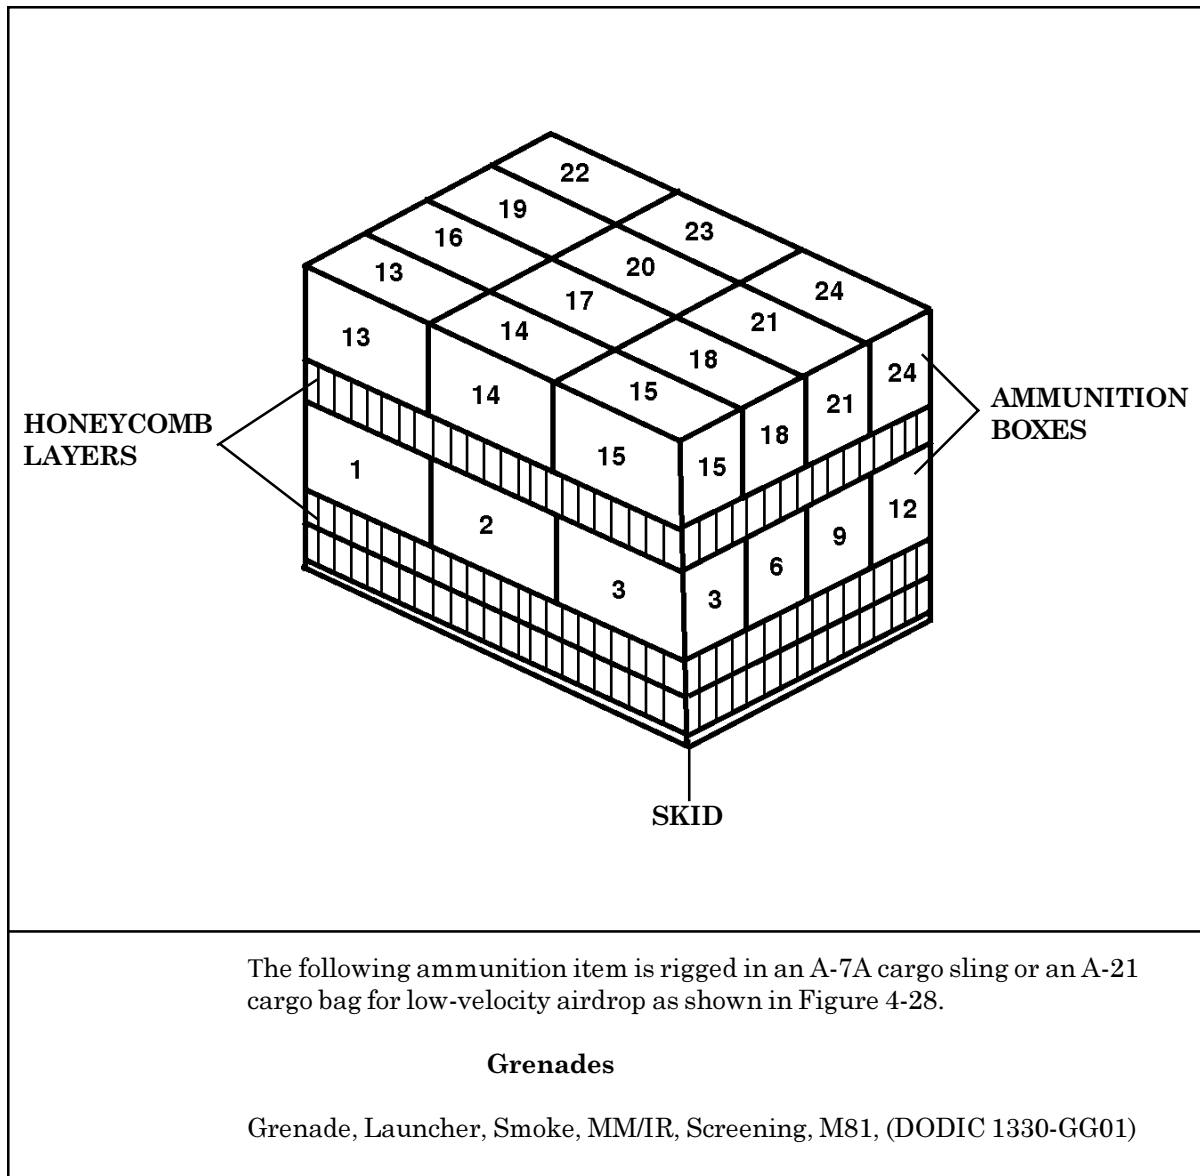 22
19
23
16
20
13
24
17
13
14
21
18
24
14
15
21
18
15
15
HONEYCOMB
LAYERS
AMMUNITION
BOXES
1
2
12
9
6
3
3
SKID
The following ammunition item is rigged in an A-7A cargo sling or an A-21
cargo bag for low-velocity airdrop as shown in Figure 4-28.
Grenades
Grenade, Launcher, Smoke, MM/IR, Screening, M81, (DODIC 1330-GG01)